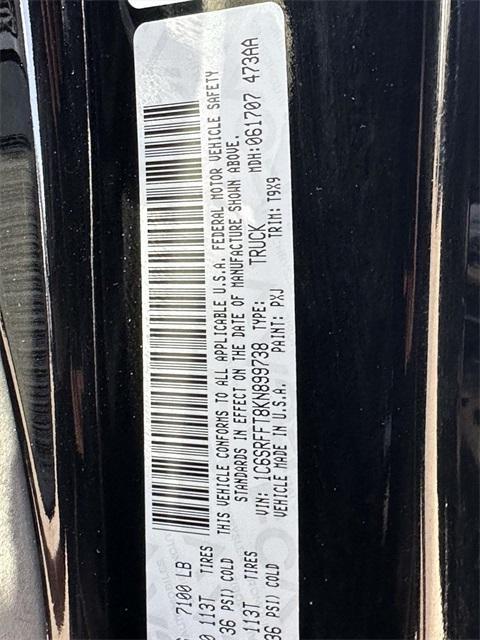 7100 LB
113T TIRES
36 PSI) COLD
THIS VEHICLE CONFORMS TO ALL APPLICABLE U.S.A. FEDERAL MOTOR VEHICLE SAFETY
STANDARDS IN EFFECT ON THE DATE OF MANUFACTURE SHOWN ABOVE.
113T TIRES
36 PSI) COLD
VIN: 1C6SRFFT8KN899738 TYPE: TRUCK MDH:061707 473AA
VEHICLE MADE IN U.S.A. PAINT: PXJ TRIM: T9X9